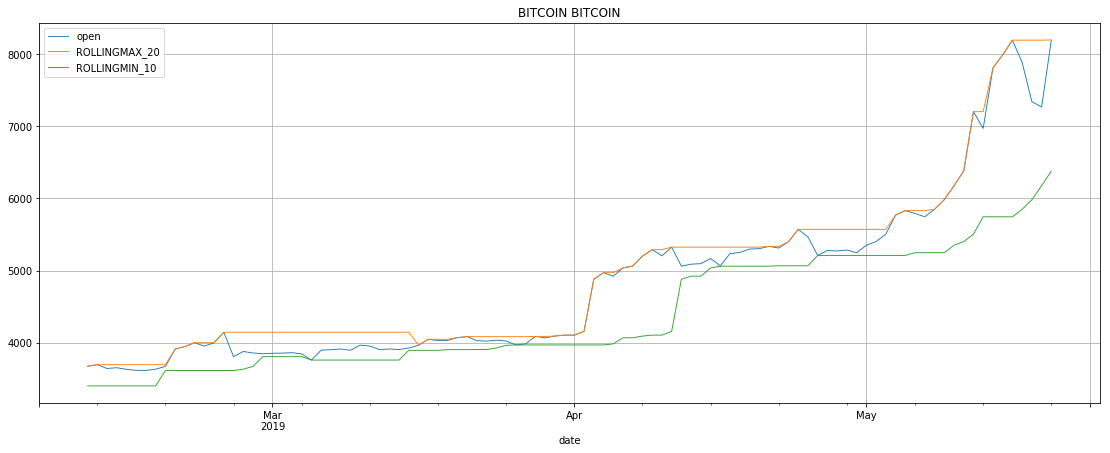 BITCOIN BITCOIN
open
ROLLINGMAX_20
ROLLINGMIN_10
8000
7000
6000
5000
4000
Mar
2019
Apr
May
date